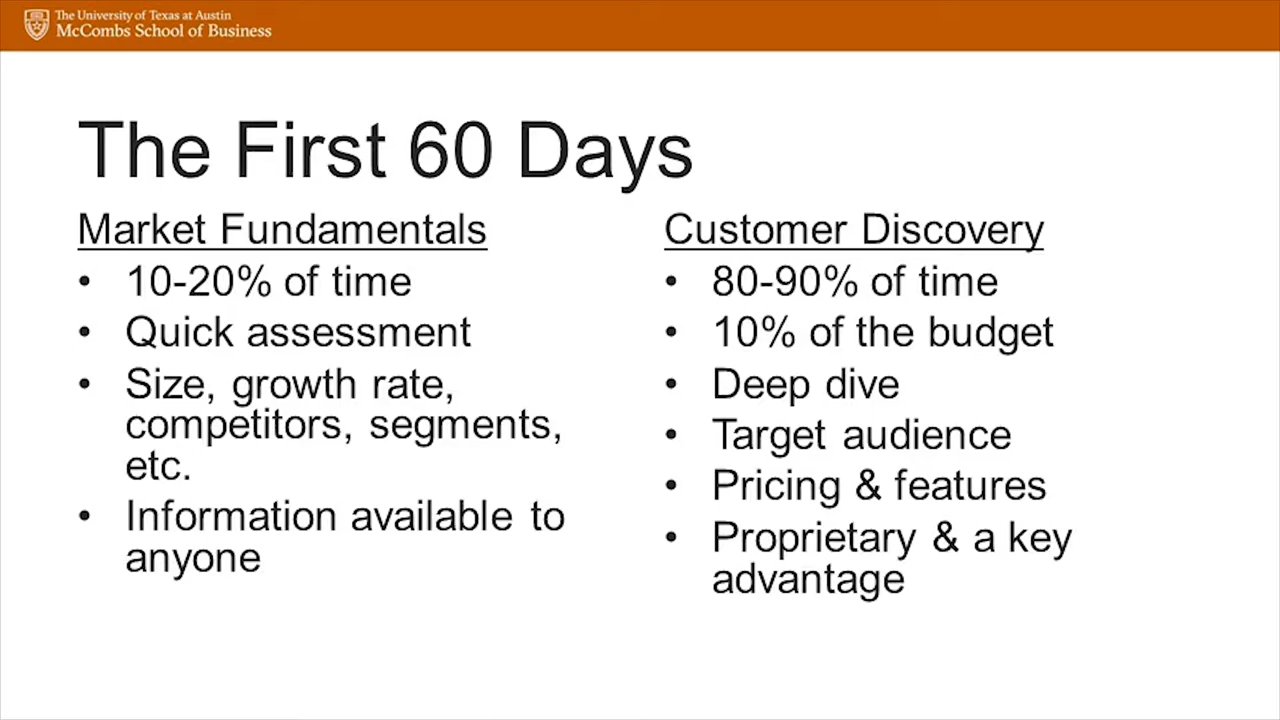 The University of Texas at Austin
McCombs School of Business
The First 60 Days
Market Fundamentals
• 10-20% of time
• Quick assessment
• Size, growth rate,
competitors, segments,
etc.
• Information available to
anyone
Customer Discovery
• 80-90% of time
• 10% of the budget
• Deep dive
• Target audience
• Pricing & features
• Proprietary & a key
advantage